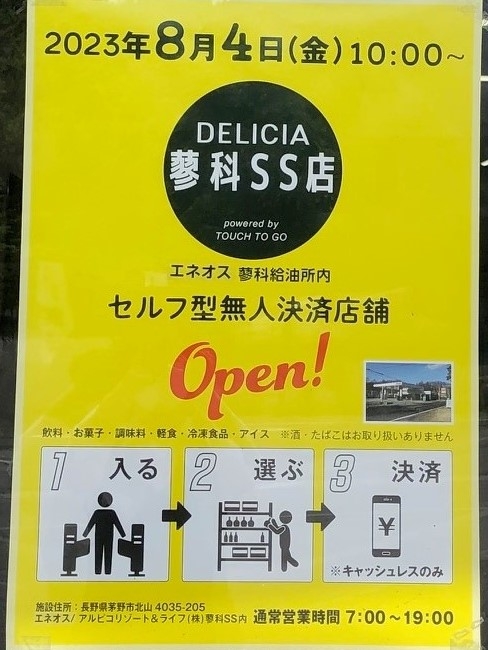 2023年8月4日(金)10:00~
DELICIA
蓼科SS店
powered by
TOUCH TO GO
エネオス 蓼科給油所内
セルフ型無人決済店舗
Open!
飲料・お菓子・調味料・軽食・冷凍食品・アイス ※酒・たばこはお取り扱いありません
1 入る
2 選ぶ
3 決済
¥
※キャッシュレスのみ
施設住所:長野県茅野市北山 4035-205
エネオス/アルピコリゾート&ライフ(株)蓼科SS内 通常営業時間 7:00~19:00